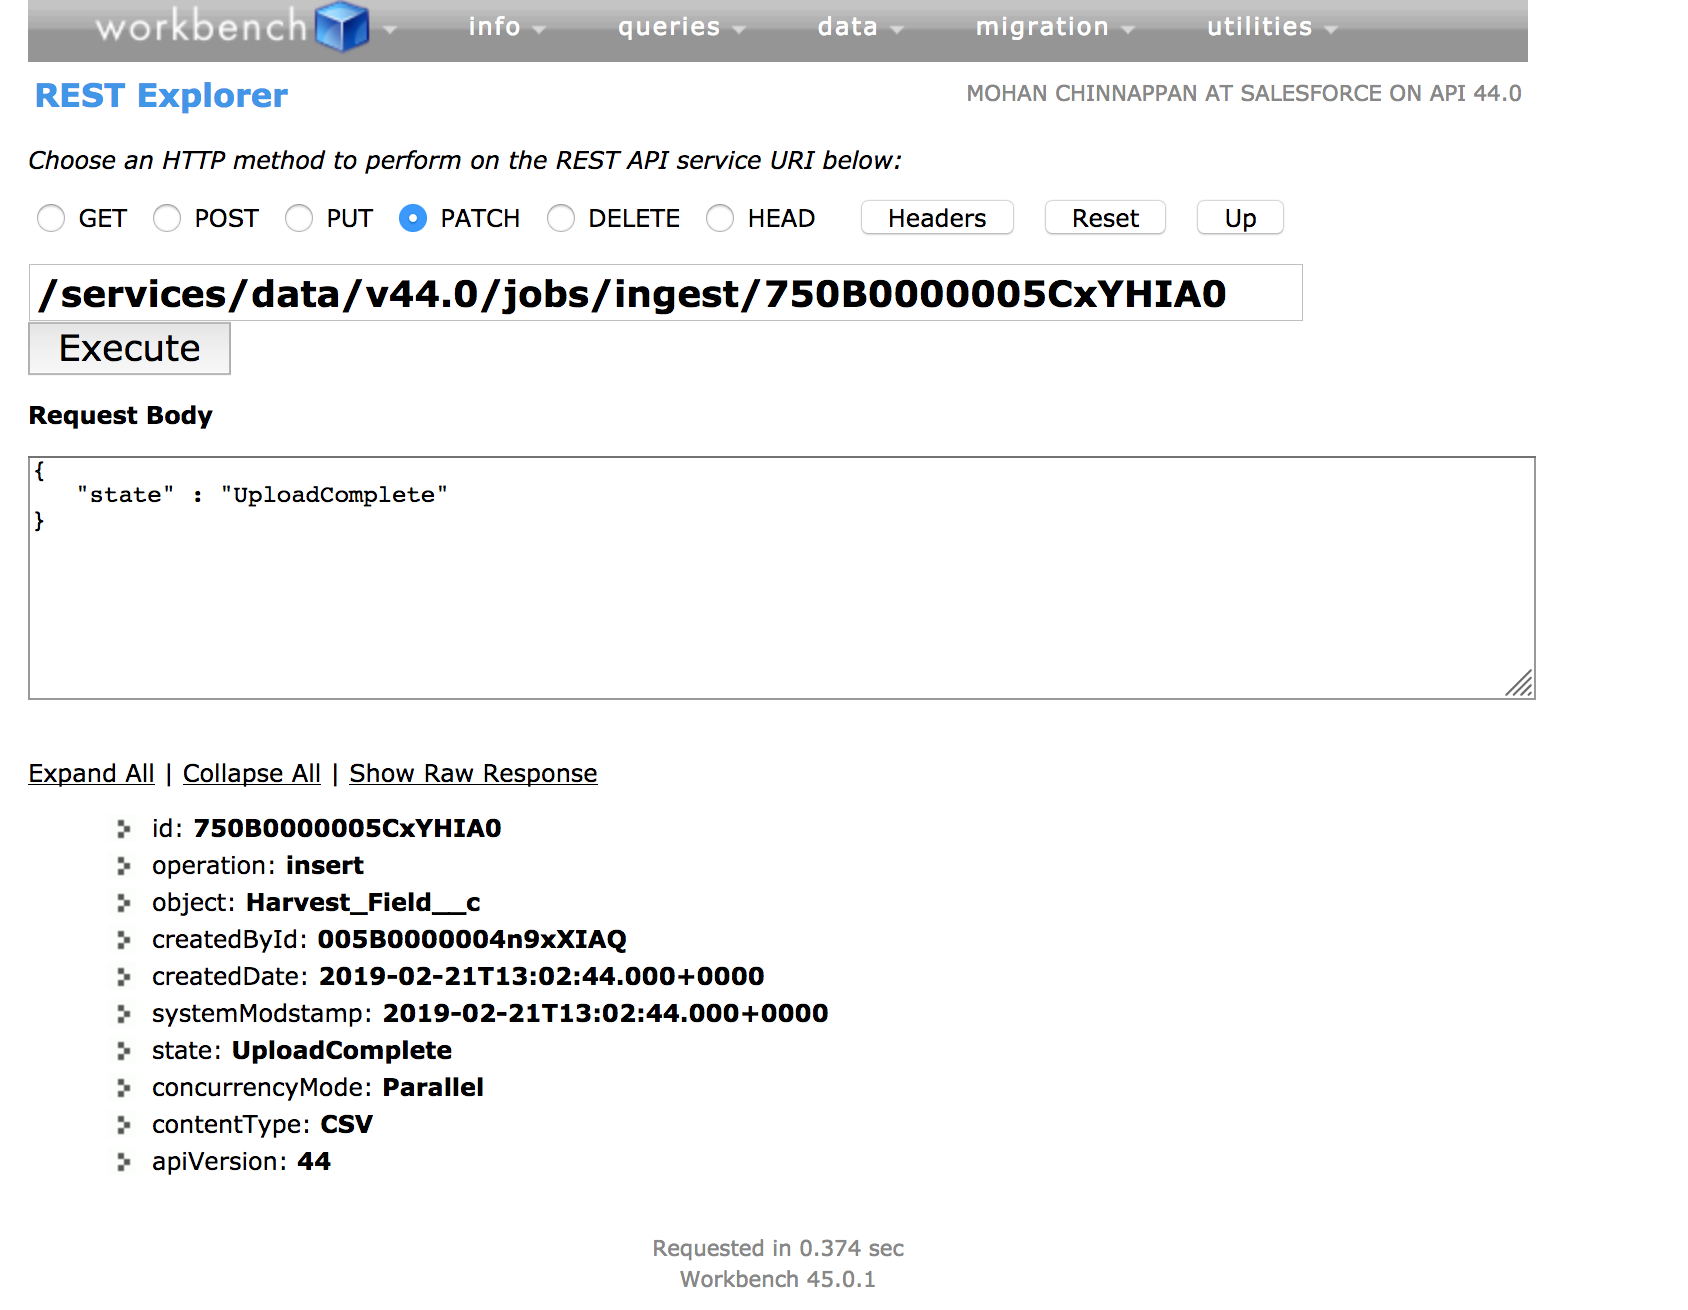 workbench info queries data migration utilities
REST Explorer MOHAN CHINNAPPAN AT SALESFORCE ON API 44.0
Choose an HTTP method to perform on the REST API service URI below:
GET POST PUT PATCH DELETE HEAD Headers Reset Up
/services/data/v44.0/jobs/ingest/750B0000005CxYHIA0
Execute
Request Body
{
"state" : "UploadComplete"
}
Expand All | Collapse All | Show Raw Response
id: 750B0000005CxYHIA0
operation: insert
object: Harvest_Field__c
createdById: 005B0000004n9xXIAQ
createdDate: 2019-02-21T13:02:44.000+0000
systemModstamp: 2019-02-21T13:02:44.000+0000
state: UploadComplete
concurrencyMode: Parallel
contentType: CSV
apiVersion: 44
Requested in 0.374 sec
Workbench 45.0.1